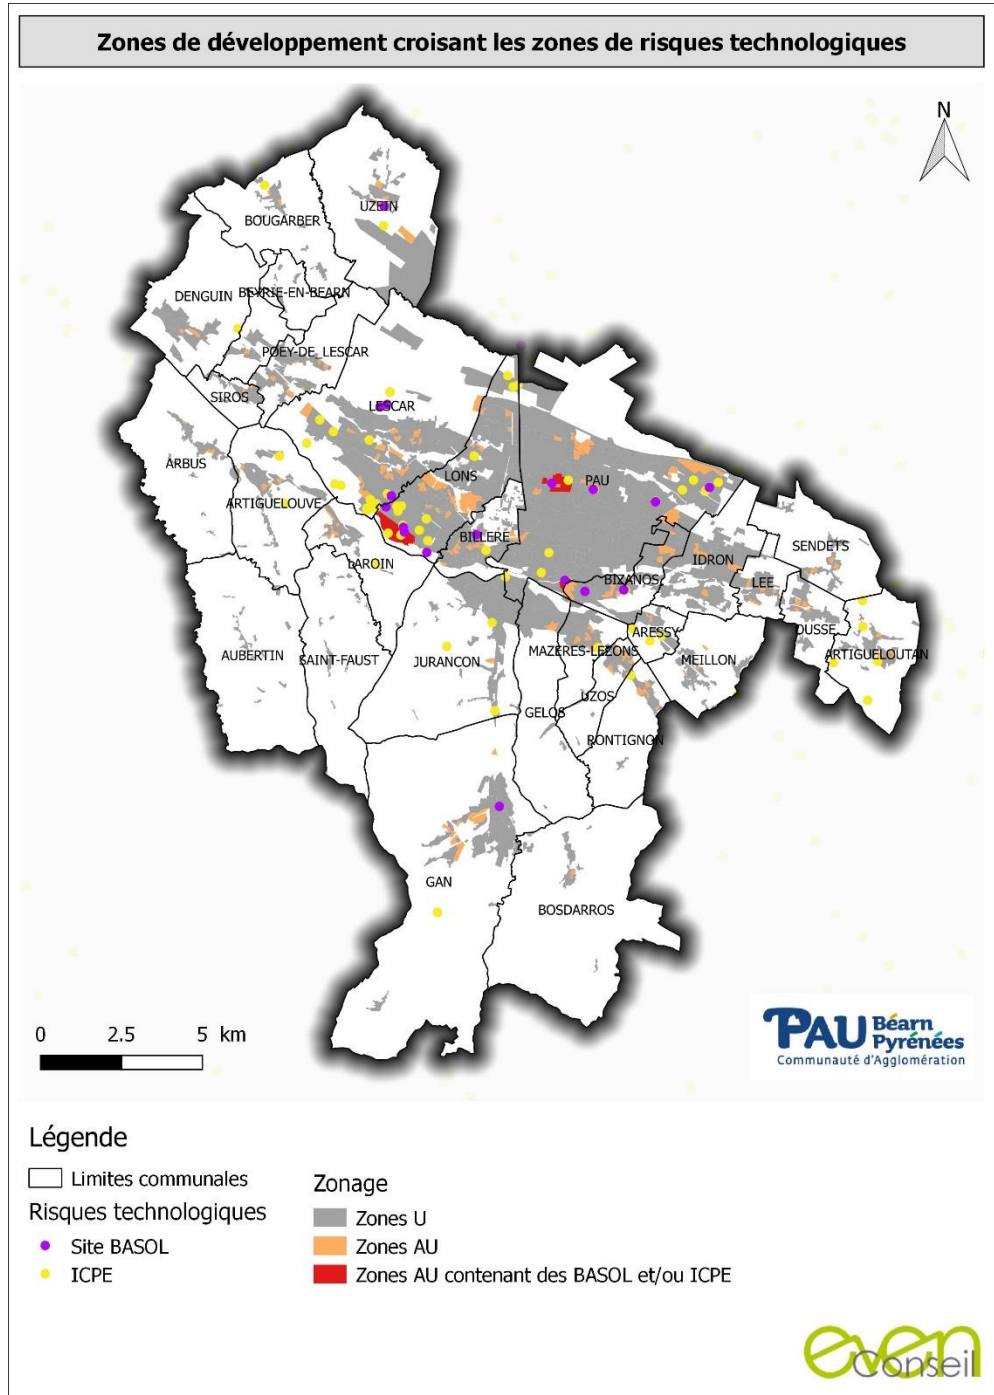 Zones de développement croisant les zones de risques technologiques
N
UZEIN
BOUGARBER
DENGUIN
BEYRIE-EN-BEARN
POEY-DE_LESCAR
SIROS
LESCAR
ARBUS
LONS
PAU
ARTIGUELOUVE
BILLERE
SENDETS
IDRON
LAROIN
BIZANOS
LEE
OUSSE
ARESSY
AUBERTIN
SAINT-FAUST
JURANCON
MAZERES-LEZONS
MEILLON
ARTIGUELOUTAN
UZOS
GELOS
RONTIGNON
GAN
BOSDARROS
0 2.5 5 km
PAU Béarn
Pyrénées
Communauté d'Agglomération
Légende
Limites communales
Risques technologiques
Site BASOL
ICPE
Zonage
Zones U
Zones AU
Zones AU contenant des BASOL et/ou ICPE
even
Conseil